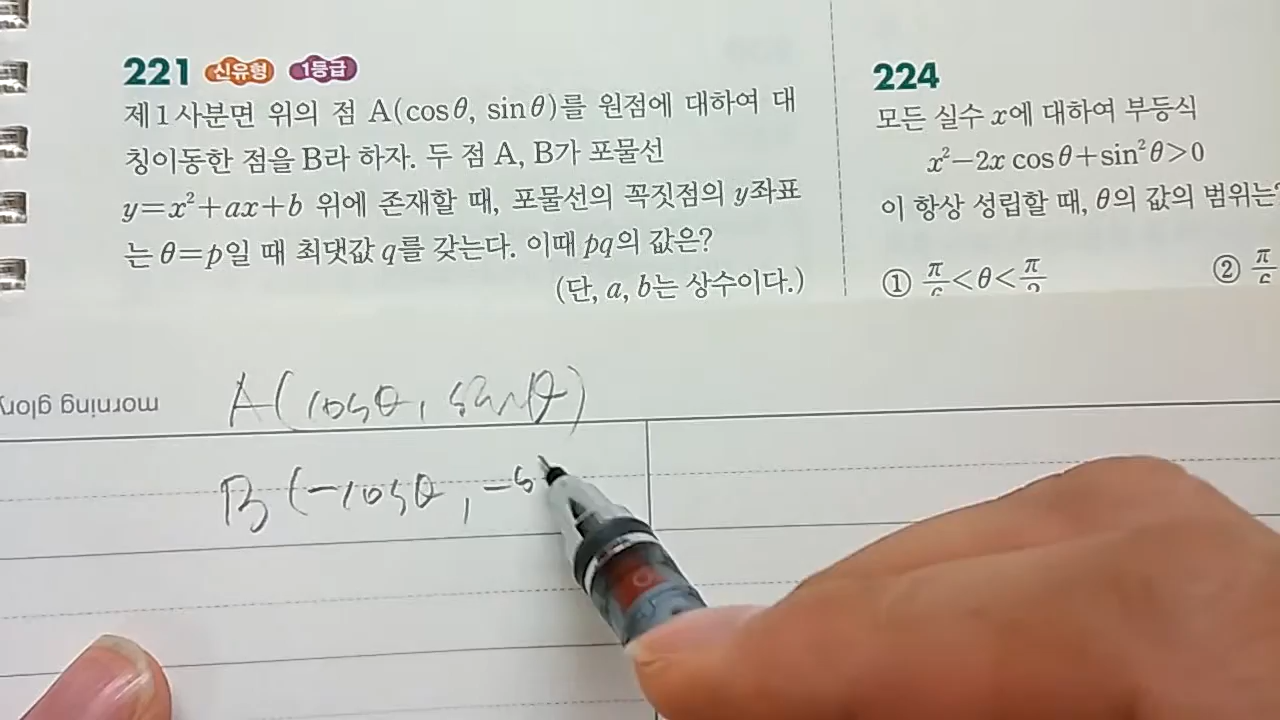 221 신유형 1등급
제1사분면 위의 점 A(cosθ, sinθ)를 원점에 대하여 대
칭이동한 점을 B라 하자. 두 점 A, B가 포물선
y=x²+ax+b 위에 존재할 때, 포물선의 꼭짓점의 y좌표
는 θ=p일 때 최댓값 q를 갖는다. 이때 pq의 값은?
(단, a, b는 상수이다.)
224
모든 실수 x에 대하여 부등식
x²-2x cosθ+sin²θ>0
이 항상 성립할 때, θ의 값의 범위는?
① <θ< ②
morning glory
A(cosθ, sinθ)
B(-cosθ, -s